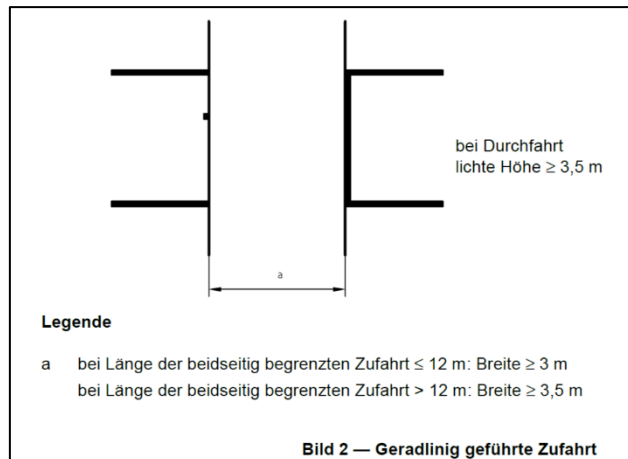 bei Durchfahrt
lichte Höhe ≥ 3,5 m
a
Legende
a bei Länge der beidseitig begrenzten Zufahrt ≤ 12 m: Breite ≥ 3 m
bei Länge der beidseitig begrenzten Zufahrt > 12 m: Breite ≥ 3,5 m
Bild 2 — Geradlinig geführte Zufahrt